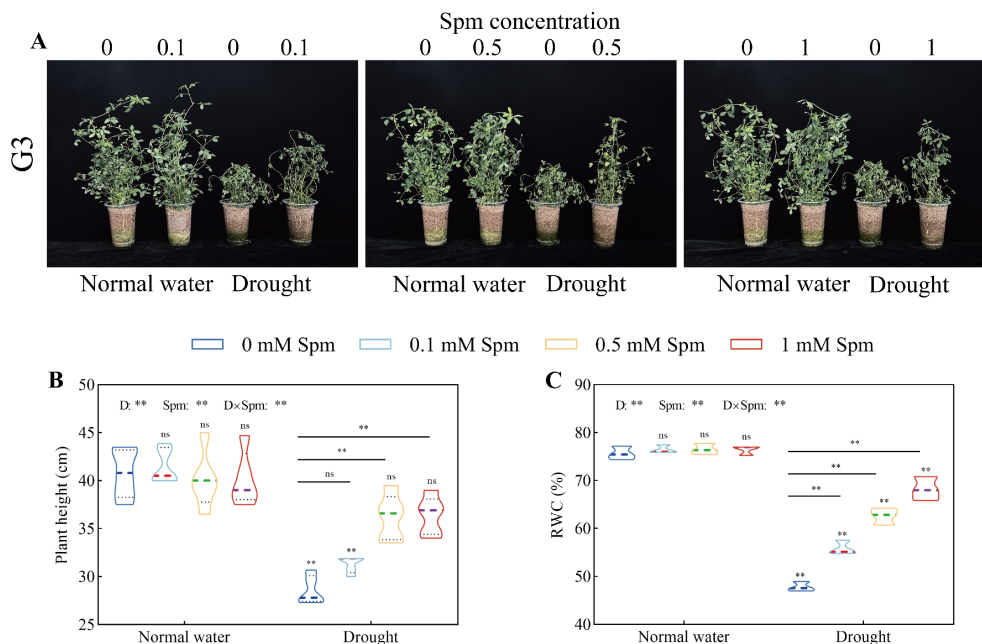 Spm concentration
A 0 0.1 0 0.1 0 0.5 0 0.5 0 1 0 1
G3
Normal water Drought Normal water Drought Normal water Drought
0 mM Spm 0.1 mM Spm 0.5 mM Spm 1 mM Spm
B
Plant height (cm)
50
45
40
35
30
25
D: ** Spm: ** D×Spm: **
ns ns ns
**
**
ns
** ** ns ns
Normal water Drought
C
RWC (%)
90
80
70
60
50
40
D: ** Spm: ** D×Spm: **
ns ns ns
**
**
**
** ** ** **
Normal water Drought